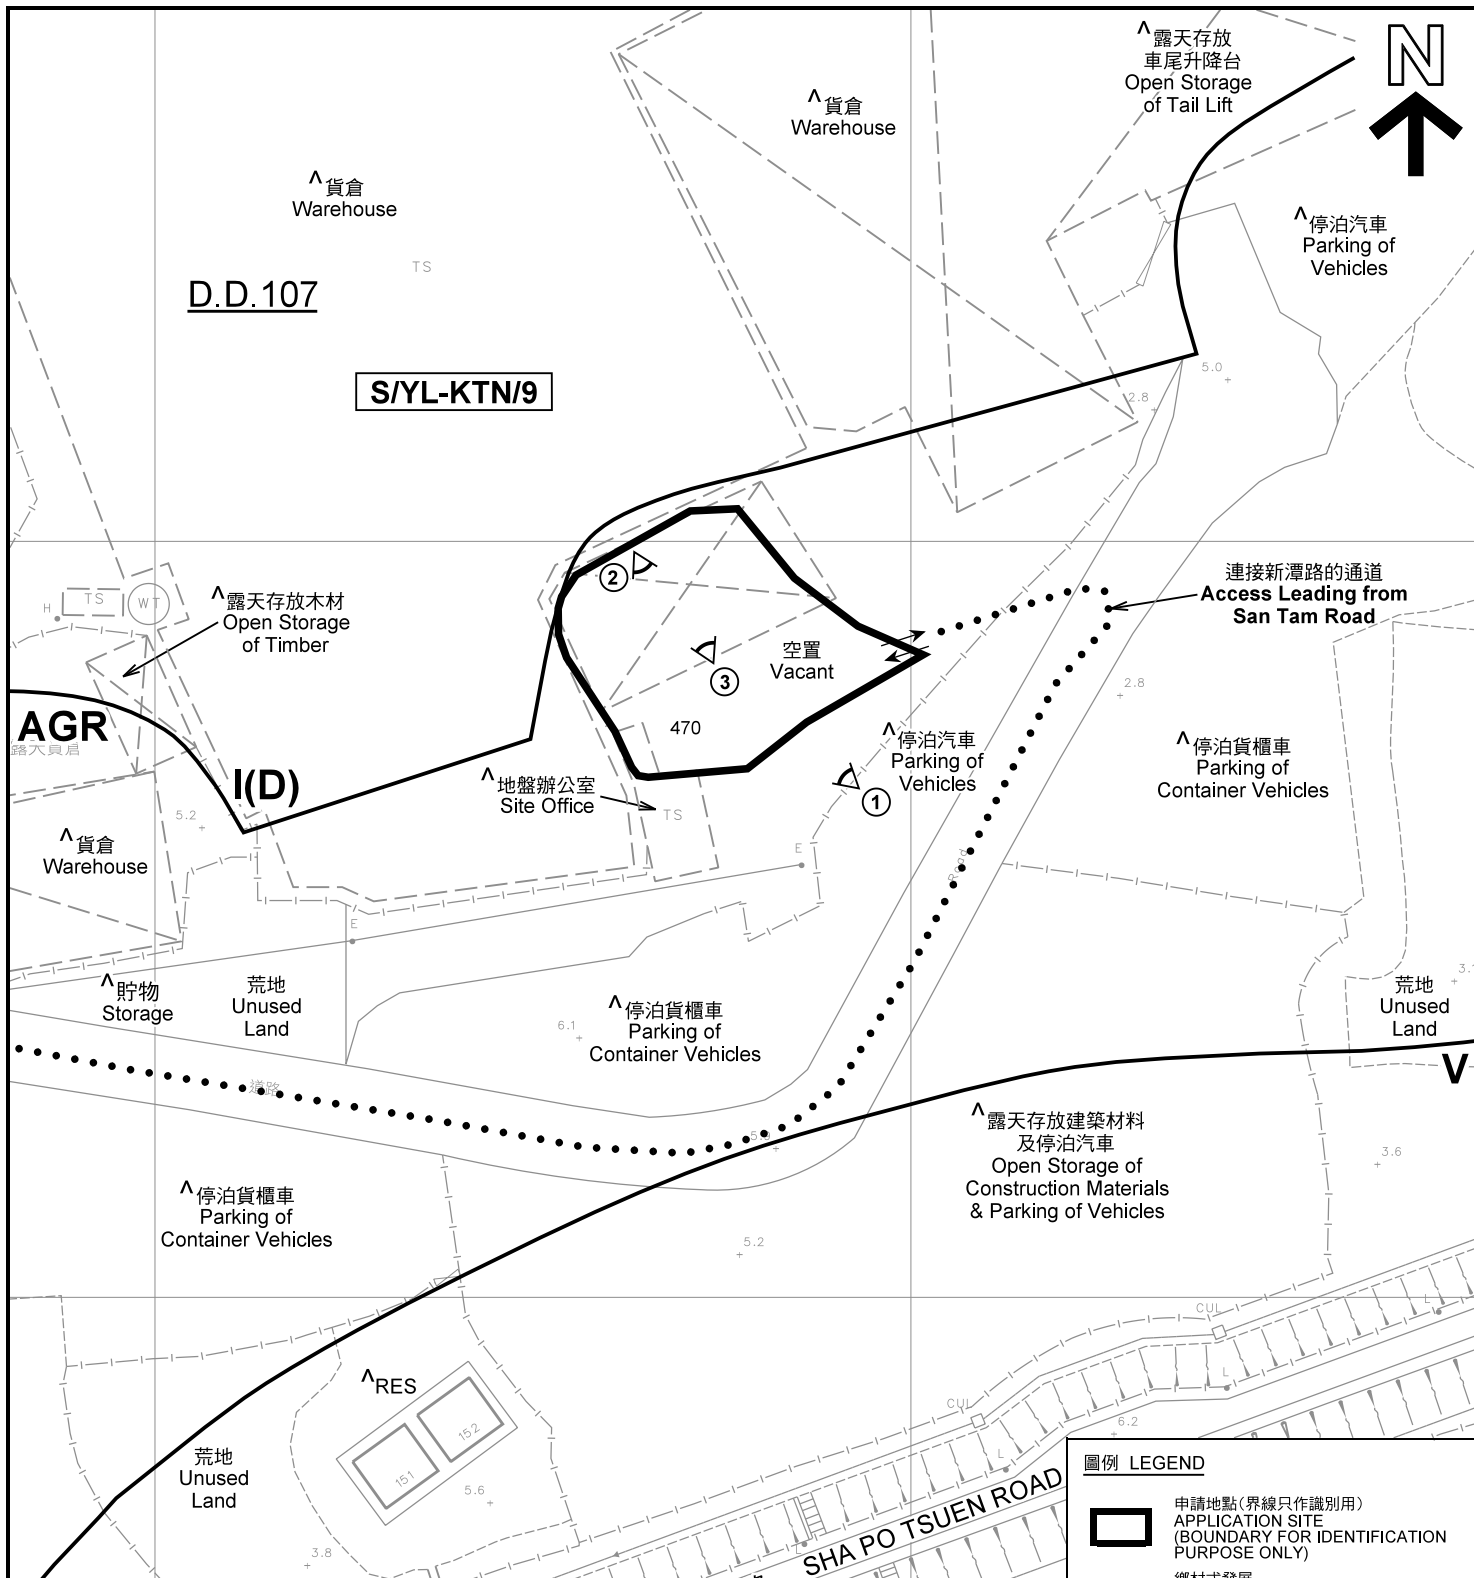 ^露天存放
車尾升降台
Open Storage
of Tail Lift
N
^貨倉
Warehouse
^貨倉
Warehouse
^停泊汽車
Parking of
Vehicles
TS
D.D.107
S/YL-KTN/9
5.0
2.8
連接新潭路的通道
Access Leading from
San Tam Road
H
TS
WT
^露天存放木材
Open Storage
of Timber
2
3
空置
Vacant
470
2.8
AGR
I(D)
^地盤辦公室
Site Office
TS
^停泊汽車
Parking of
Vehicles
1
^停泊貨櫃車
Parking of
Container Vehicles
5.2
^貨倉
Warehouse
E
Road
E
^貯物
Storage
荒地
Unused
Land
^停泊貨櫃車
Parking of
Container Vehicles
6.1
荒地
Unused
Land
V
道路
^露天存放建築材料
及停泊汽車
Open Storage of
Construction Materials
& Parking of Vehicles
3.6
^停泊貨櫃車
Parking of
Container Vehicles
5.2
CUL
L
^RES
152
151
L
CUL
6.2
荒地
Unused
Land
5.6
L
3.8
L
SHA PO TSUEN ROAD
圖例 LEGEND
申請地點(界線只作識別用)
APPLICATION SITE
(BOUNDARY FOR IDENTIFICATION
PURPOSE ONLY)